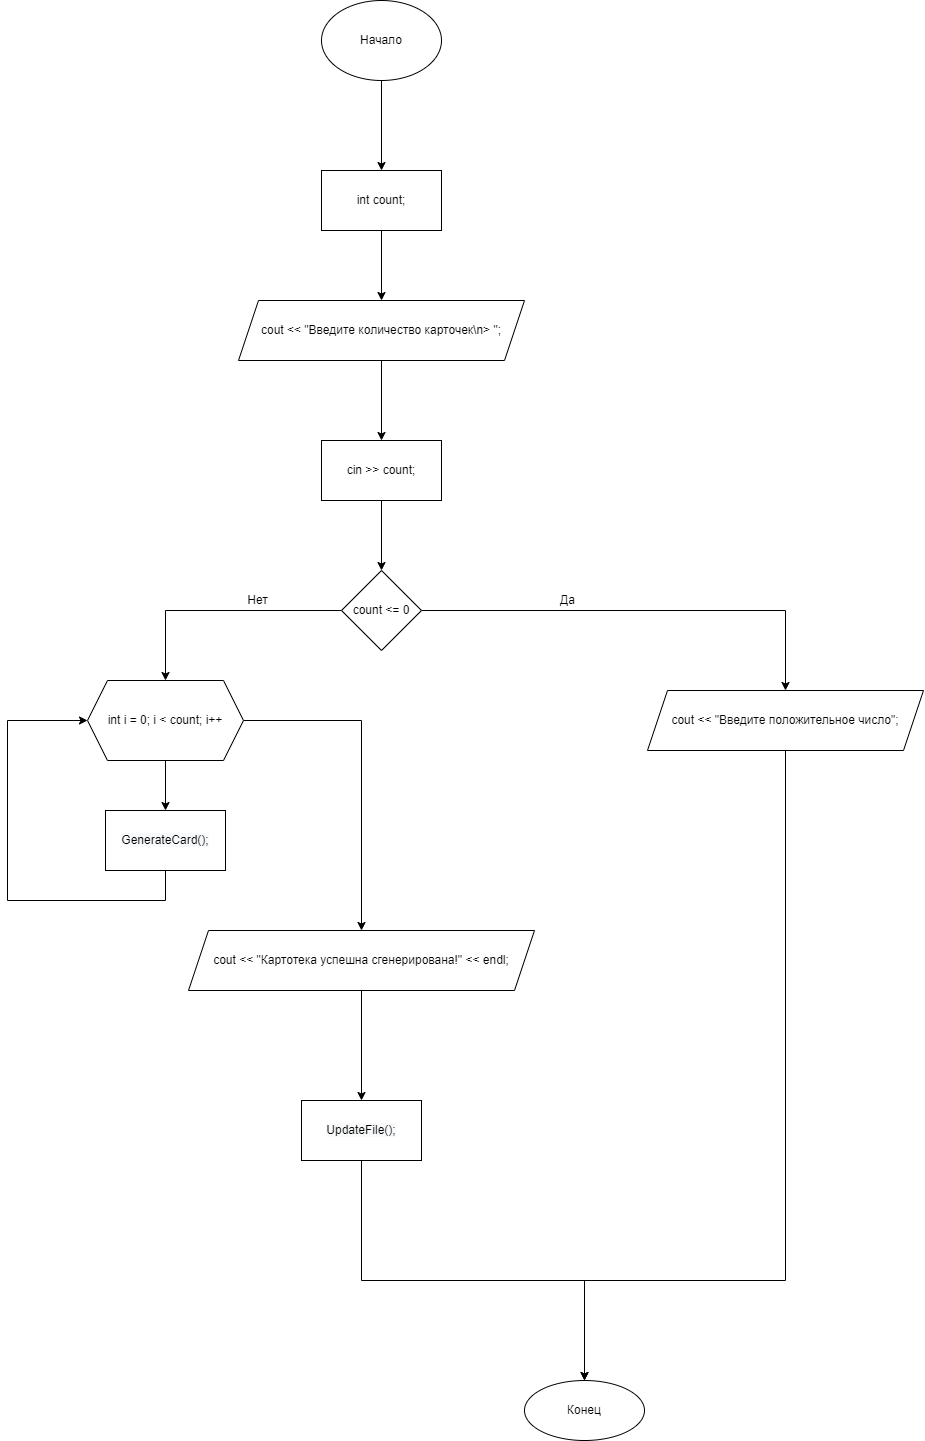 Начало
int count;
cout << "Введите количество карточек\n> ";
cin >> count;
count <= 0
Нет
Да
int i = 0; i < count; i++
cout << "Введите положительное число";
GenerateCard();
cout << "Картотека успешна сгенерирована!" << endl;
UpdateFile();
Конец